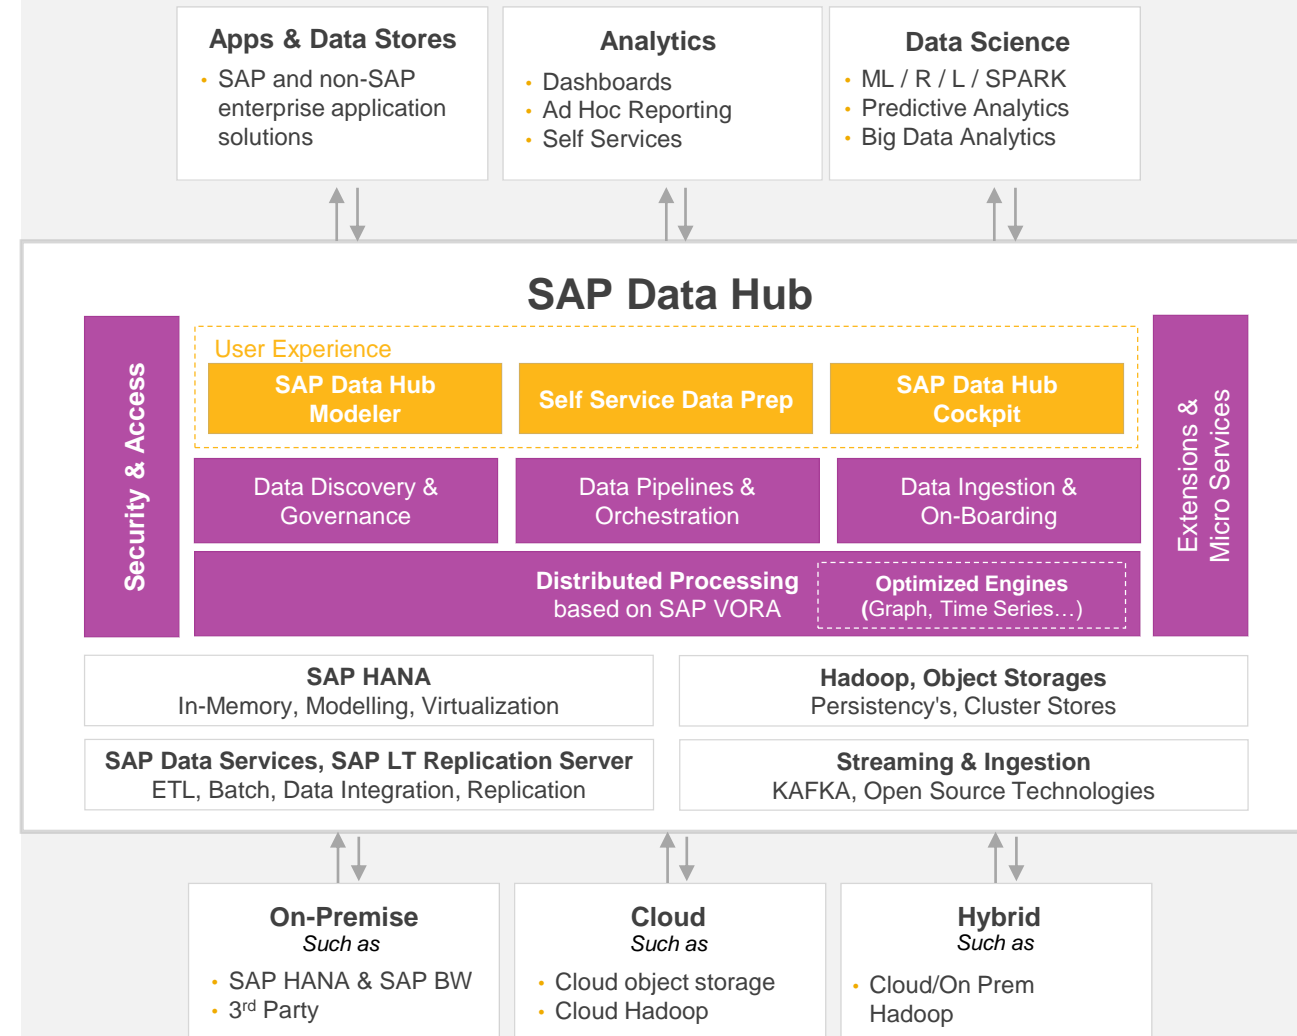 Apps & Data Stores
• SAP and non-SAP
enterprise application
solutions
Analytics
• Dashboards
• Ad Hoc Reporting
• Self Services
Data Science
• ML / R / L / SPARK
• Predictive Analytics
• Big Data Analytics
SAP Data Hub
Security & Access
User Experience
SAP Data Hub
Modeler
Self Service Data Prep
SAP Data Hub
Cockpit
Data Discovery &
Governance
Data Pipelines &
Orchestration
Data Ingestion &
On-Boarding
Distributed Processing
based on SAP VORA
Optimized Engines
(Graph, Time Series…)
Extensions &
Micro Services
SAP HANA
In-Memory, Modelling, Virtualization
Hadoop, Object Storages
Persistency's, Cluster Stores
SAP Data Services, SAP LT Replication Server
ETL, Batch, Data Integration, Replication
Streaming & Ingestion
KAFKA, Open Source Technologies
On-Premise
Such as
• SAP HANA & SAP BW
• 3rd Party
Cloud
Such as
• Cloud object storage
• Cloud Hadoop
Hybrid
Such as
• Cloud/On Prem
Hadoop